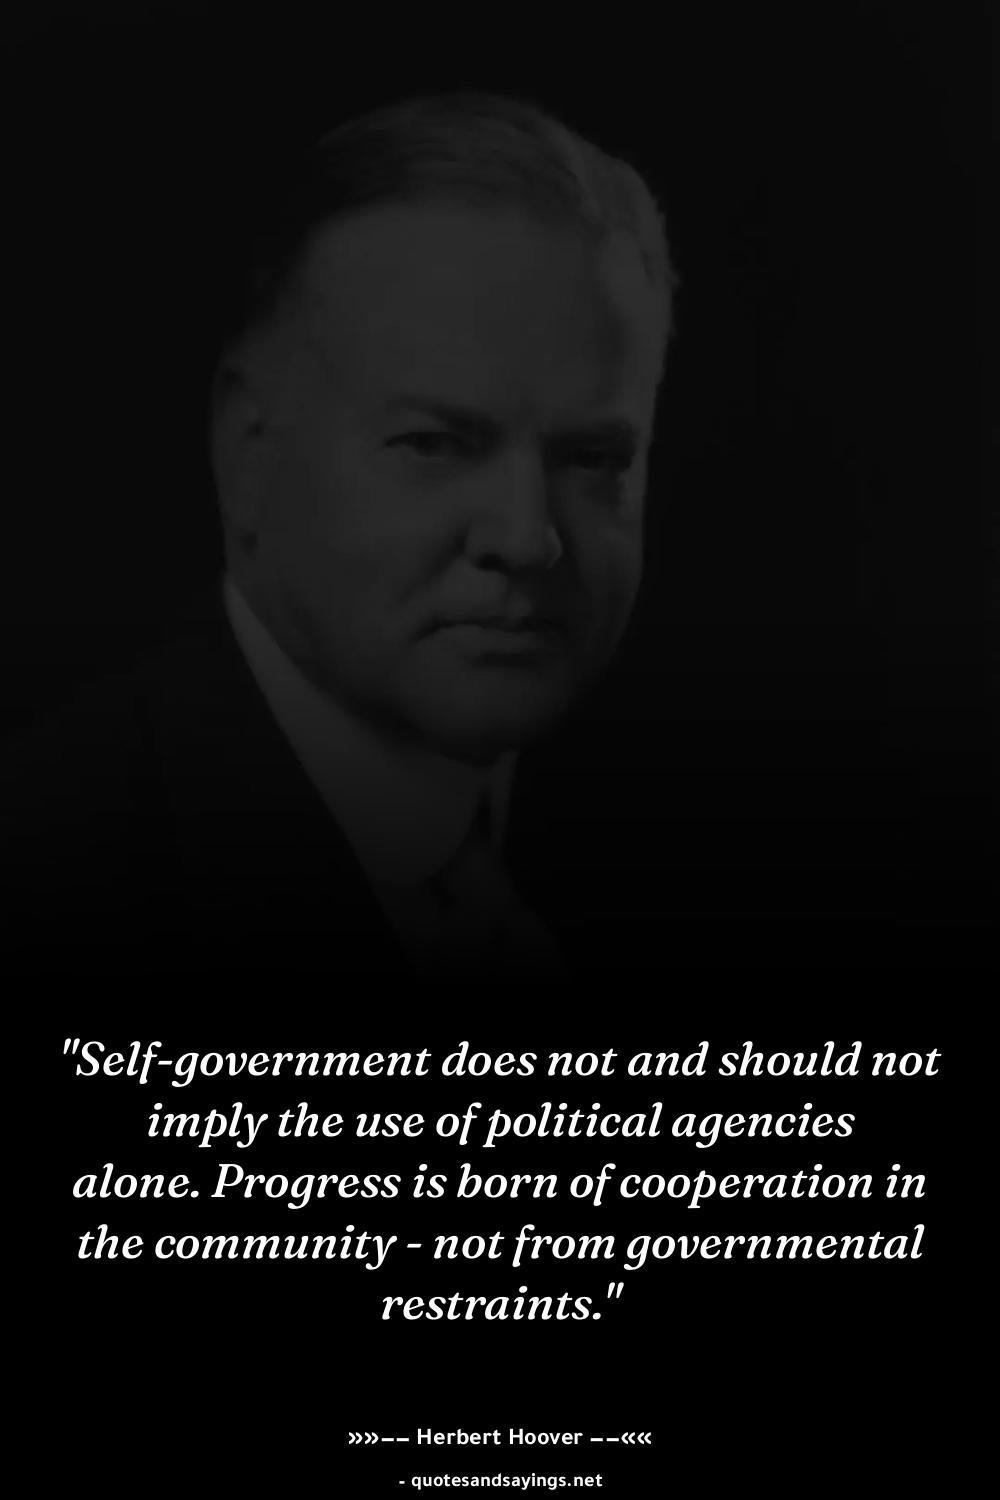 "Self-government does not and should not
imply the use of political agencies
alone. Progress is born of cooperation in
the community - not from governmental
restraints."
»»–– Herbert Hoover ––««
- quotesandsayings.net